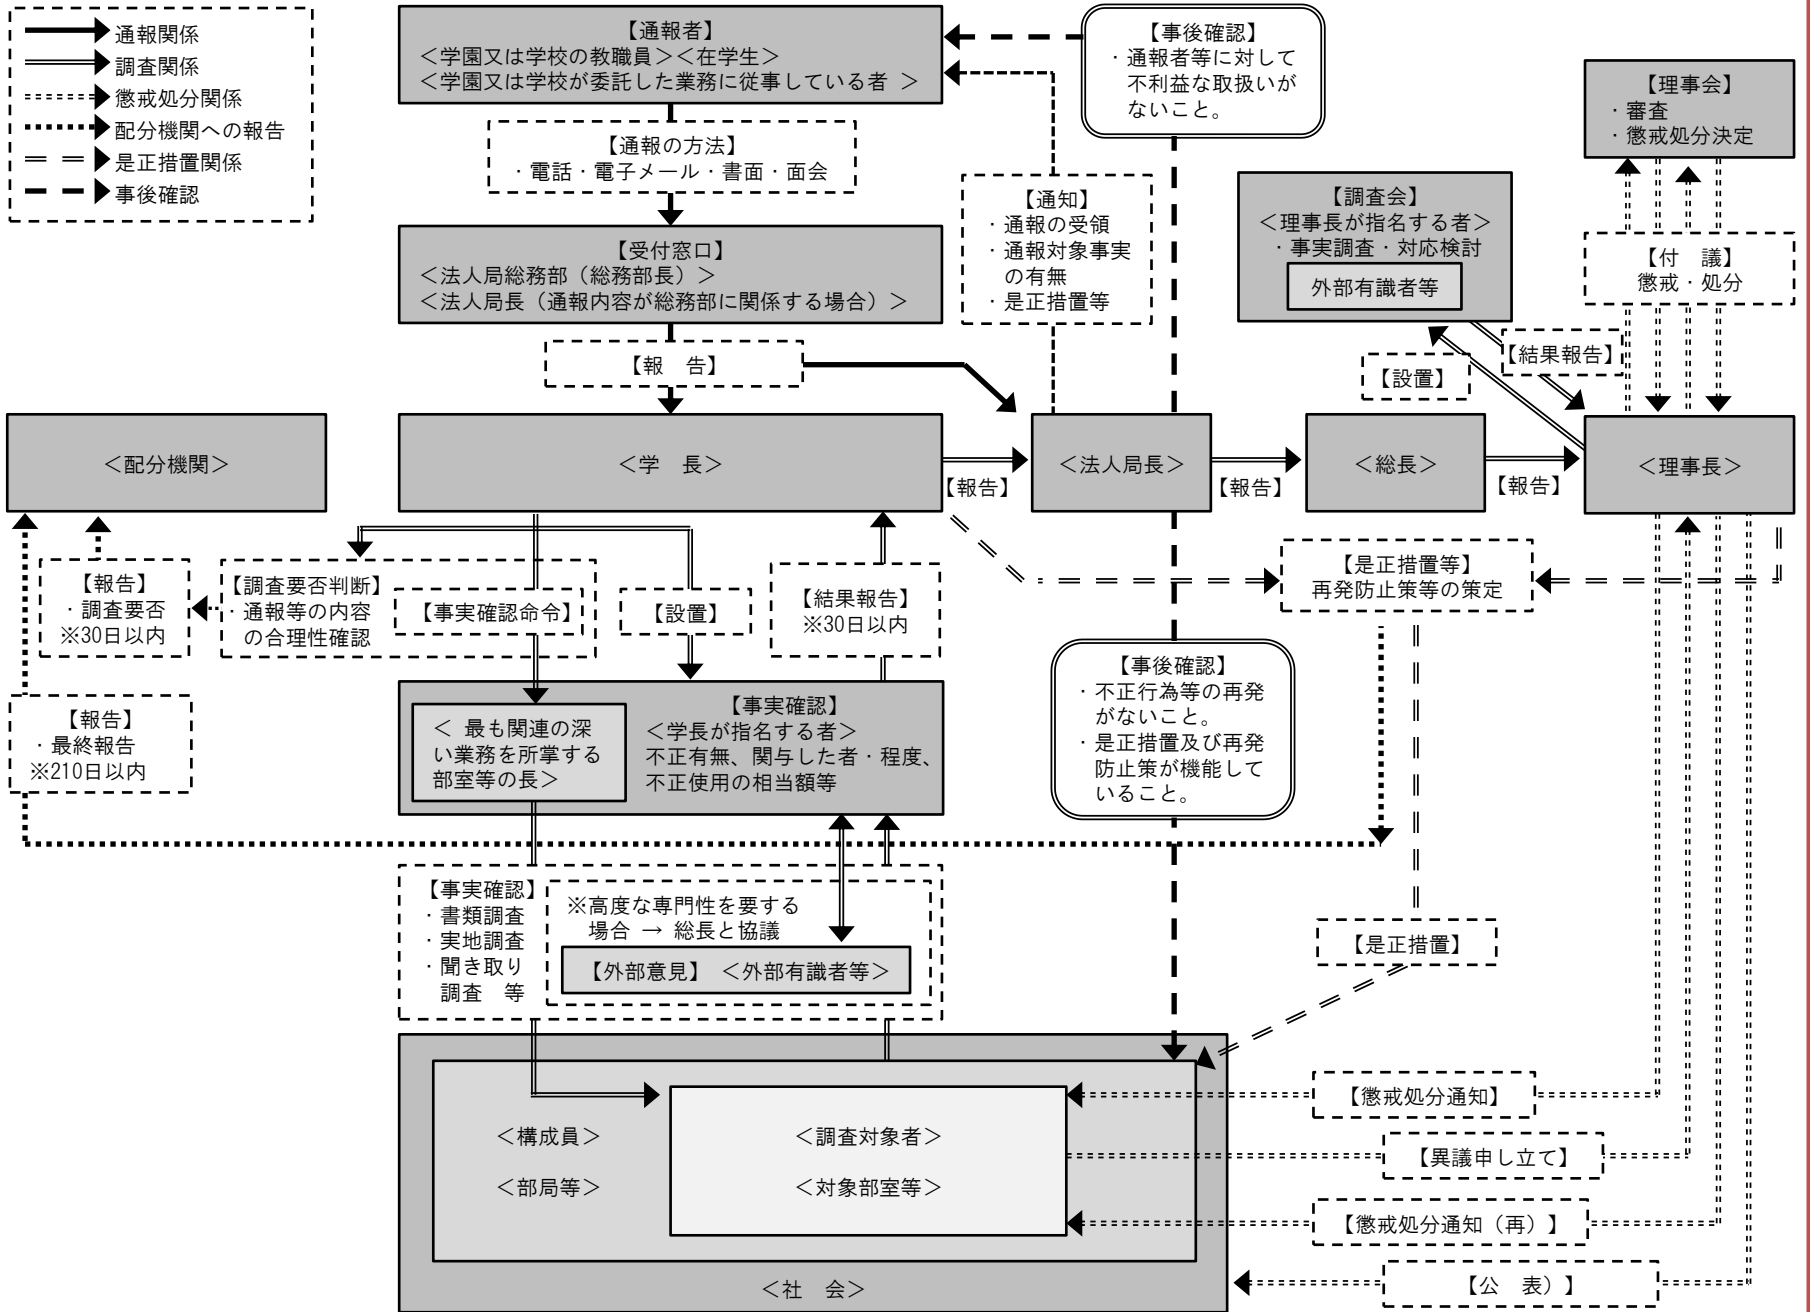 通報関係
調査関係
懲戒処分関係
配分機関への報告
是正措置関係
事後確認
【通報者】
＜学園又は学校の教職員＞＜在学生＞
＜学園又は学校が委託した業務に従事している者 ＞
【事後確認】
・通報者等に対して
不利益な取扱いが
ないこと。
【理事会】
・審査
・懲戒処分決定
【通報の方法】
・電話・電子メール・書面・面会
【通知】
・通報の受領
・通報対象事実
の有無
・是正措置等
【調査会】
＜理事長が指名する者＞
・事実調査・対応検討
外部有識者等
【付　議】
懲戒・処分
【受付窓口】
＜法人局総務部（総務部長）＞
＜法人局長（通報内容が総務部に関係する場合）＞
【報　告】
【設置】
【結果報告】
＜配分機関＞
＜学　長＞
【報告】
＜法人局長＞
【報告】
＜総長＞
【報告】
＜理事長＞
【報告】
・調査要否
※30日以内
【調査要否判断】
・通報等の内容
の合理性確認
【事実確認命令】
【設置】
【結果報告】
※30日以内
【是正措置等】
再発防止策等の策定
【報告】
・最終報告
※210日以内
＜ 最も関連の深
い業務を所掌する
部室等の長＞
【事実確認】
＜学長が指名する者＞
不正有無、関与した者・程度、
不正使用の相当額等
【事後確認】
・不正行為等の再発
がないこと。
・是正措置及び再発
防止策が機能して
いること。
【事実確認】
・書類調査
・実地調査
・聞き取り
調査　等
※高度な専門性を要する
場合 → 総長と協議
【外部意見】＜外部有識者等＞
【是正措置】
＜構成員＞
＜部局等＞
＜調査対象者＞
＜対象部室等＞
【懲戒処分通知】
【異議申し立て】
【懲戒処分通知（再）】
＜社　会＞
【公　表）】